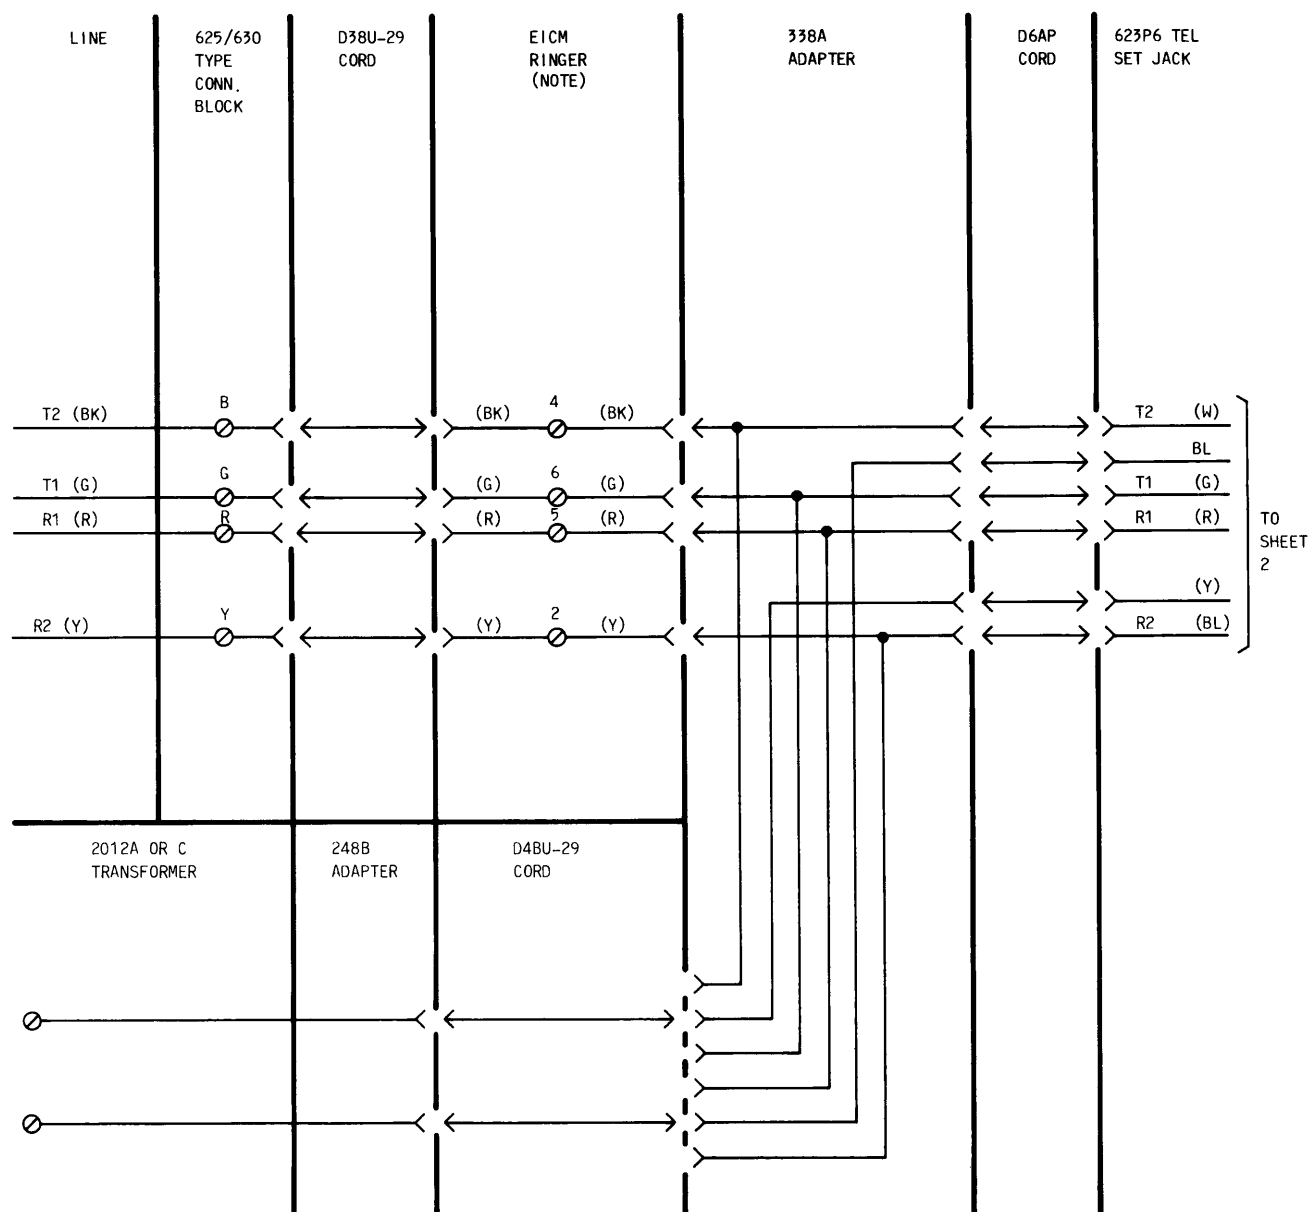 LINE
625/630
TYPE
CONN.
BLOCK
D38U-29
CORD
EICM
RINGER
(NOTE)
338A
ADAPTER
D6AP
CORD
623P6 TEL
SET JACK
T2 (BK)
B
(BK)
4
(BK)
T2 (W)
BL
T1 (G)
G
(G)
6
(G)
T1 (G)
R1 (R)
R
(R)
5
(R)
R1 (R)
(Y)
R2 (Y)
Y
(Y)
2
(Y)
R2 (BL)
TO
SHEET
2
2012A OR C
TRANSFORMER
248B
ADAPTER
D4BU-29
CORD